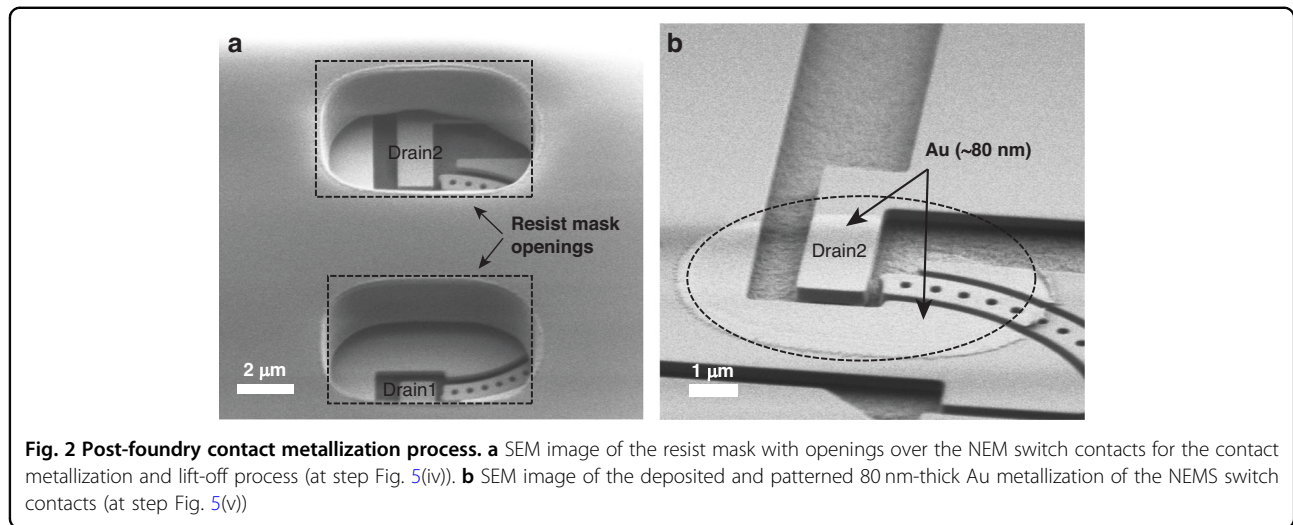 a
Drain2
Resist mask
openings
2 μm
Drain1
b
Au (~80 nm)
Drain2
1 μm
Fig. 2 Post-foundry contact metallization process. a SEM image of the resist mask with openings over the NEM switch contacts for the contact
metallization and lift-off process (at step Fig. 5(iv)). b SEM image of the deposited and patterned 80 nm-thick Au metallization of the NEMS switch
contacts (at step Fig. 5(v))